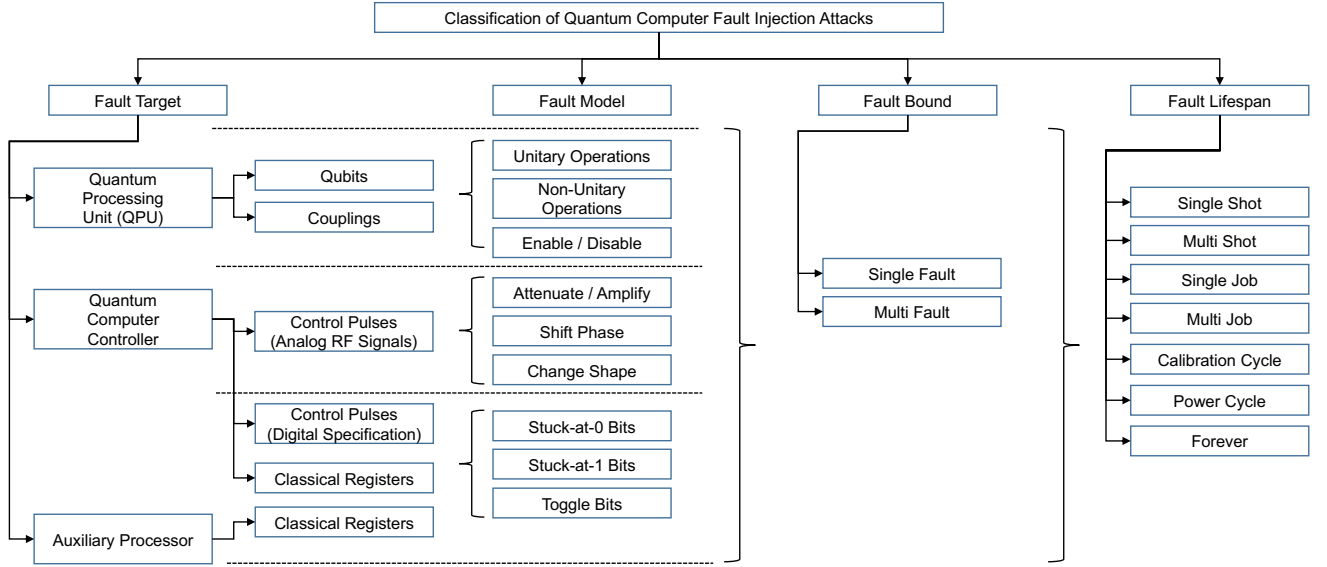 Classification of Quantum Computer Fault Injection Attacks
Fault Target
Fault Model
Fault Bound
Fault Lifespan
Quantum
Processing
Unit (QPU)
Qubits
Couplings
Unitary Operations
Non-Unitary
Operations
Enable / Disable
Quantum
Computer
Controller
Control Pulses
(Analog RF Signals)
Attenuate / Amplify
Shift Phase
Change Shape
Control Pulses
(Digital Specification)
Classical Registers
Stuck-at-0 Bits
Stuck-at-1 Bits
Toggle Bits
Auxiliary Processor
Classical Registers
Single Fault
Multi Fault
Single Shot
Multi Shot
Single Job
Multi Job
Calibration Cycle
Power Cycle
Forever